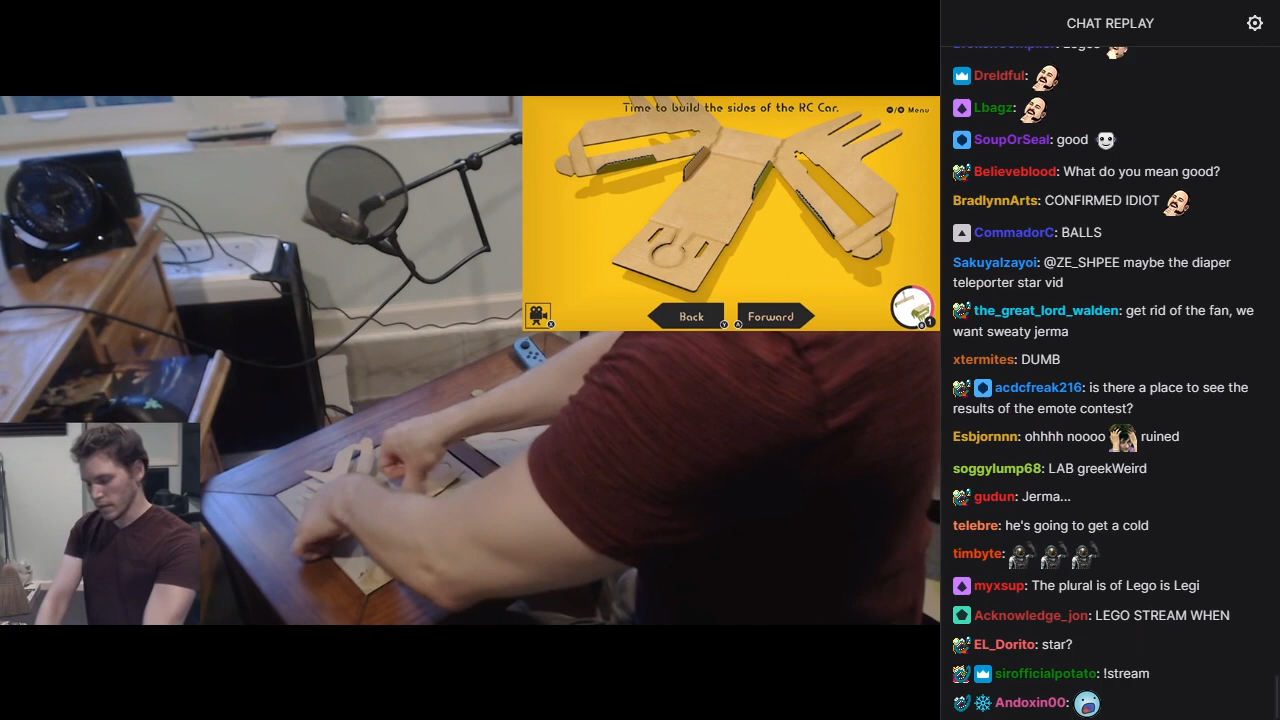 CHAT REPLAY
Time to build the sides of the RC Car.
Menu
Back
Forward
Dreldful:
Lbagz:
SoupOrSeal: good
Believeblood: What do you mean good?
BradlynnArts: CONFIRMED IDIOT
CommadorC: BALLS
Sakuyalzayoi: @ZE_SHPEE maybe the diaper
teleporter star vid
the_great_lord_walden: get rid of the fan, we
want sweaty jerma
xtermites: DUMB
acdcfreak216: is there a place to see the
results of the emote contest?
Esbjornnn: ohhhh noooo ruined
soggylump68: LAB greekWeird
gudun: Jerma...
telebre: he's going to get a cold
timbyte:
myxsup: The plural is of Lego is Legi
Acknowledge_jon: LEGO STREAM WHEN
EL_Dorito: star?
sirofficialpotato: !stream
Andoxin00: